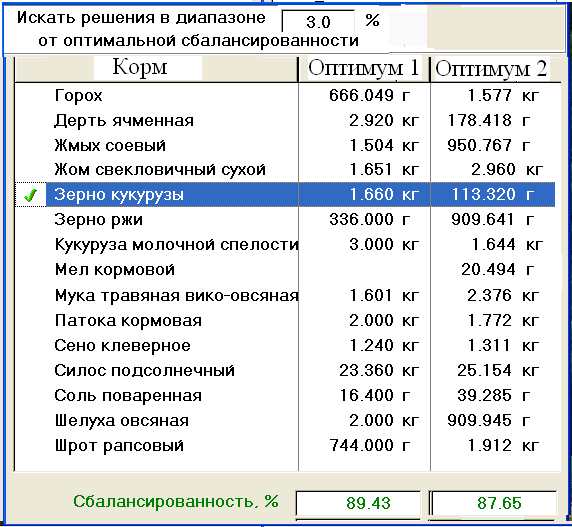 Искать решения в диапазоне 3.0 %
от оптимальной сбалансированности
Корм Оптимум 1 Оптимум 2
Горох 666.049 г 1.577 кг
Дерть ячменная 2.920 кг 178.418 г
Жмых соевый 1.504 кг 950.767 г
Жом свекловичный сухой 1.651 кг 2.960 кг
Зерно кукурузы 1.660 кг 113.320 г
Зерно ржи 336.000 г 909.641 г
Кукуруза молочной спелости 3.000 кг 1.644 кг
Мел кормовой 20.494 г
Мука травяная вико-овсяная 1.601 кг 2.376 кг
Патока кормовая 2.000 кг 1.772 кг
Сено клеверное 1.240 кг 1.311 кг
Силос подсолнечный 23.360 кг 25.154 кг
Соль поваренная 16.400 г 39.285 г
Шелуха овсяная 2.000 кг 909.945 г
Шрот рапсовый 744.000 г 1.912 кг
Сбалансированность, % 89.43 87.65